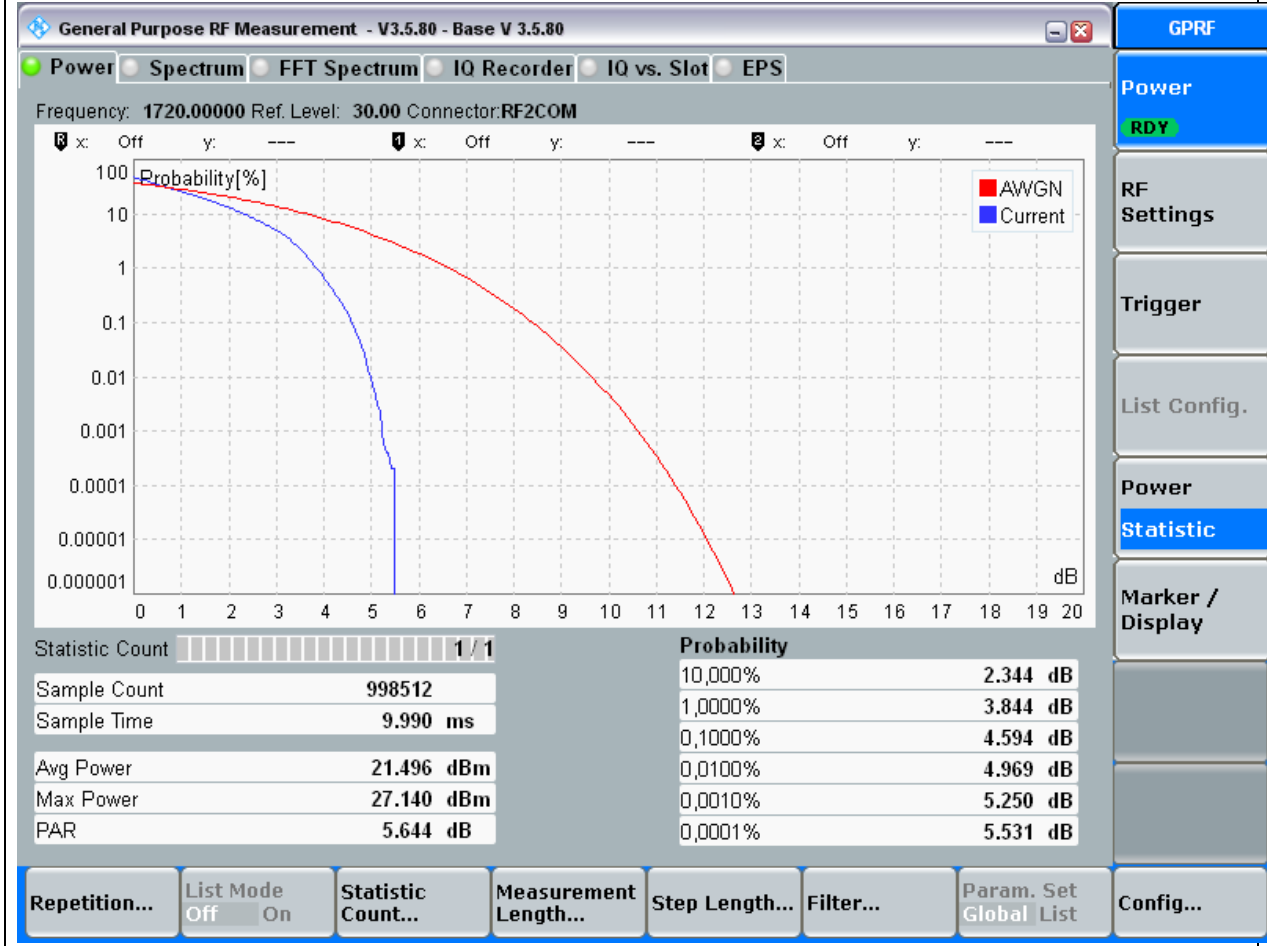 General Purpose RF Measurement - V3.5.80 - Base V 3.5.80
GPRF
Power Spectrum FFT Spectrum IQ Recorder IQ vs. Slot EPS
Frequency: 1720.00000 Ref. Level: 30.00 Connector:RF2COM
R x: Off y: --- 1 x: Off y: --- 2 x: Off y: ---
Probability[%]
AWGN
Current
100
10
1
0.1
0.01
0.001
0.0001
0.00001
0.000001
dB
0 1 2 3 4 5 6 7 8 9 10 11 12 13 14 15 16 17 18 19 20
Statistic Count 1 / 1
Sample Count 998512
Sample Time 9.990 ms
Avg Power 21.496 dBm
Max Power 27.140 dBm
PAR 5.644 dB
Probability
10,000% 2.344 dB
1,0000% 3.844 dB
0,1000% 4.594 dB
0,0100% 4.969 dB
0,0010% 5.250 dB
0,0001% 5.531 dB
Power
RDY
RF
Settings
Trigger
List Config.
Power
Statistic
Marker /
Display
Repetition...
List Mode
Off On
Statistic
Count...
Measurement
Length...
Step Length...
Filter...
Param. Set
Global List
Config...